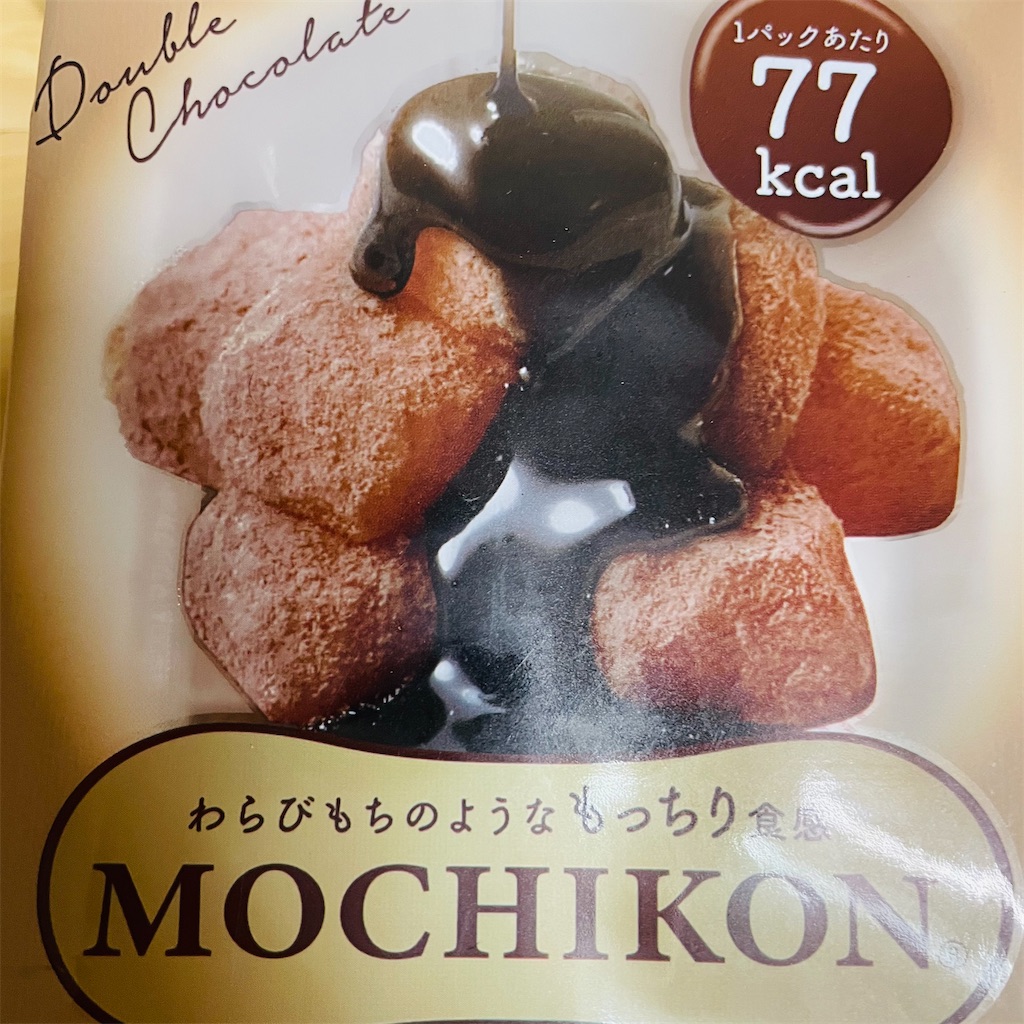 Double
Chocolate
1パックあたり
77
kcal
わらびもちのようなもっちり食感
MOCHIKON®